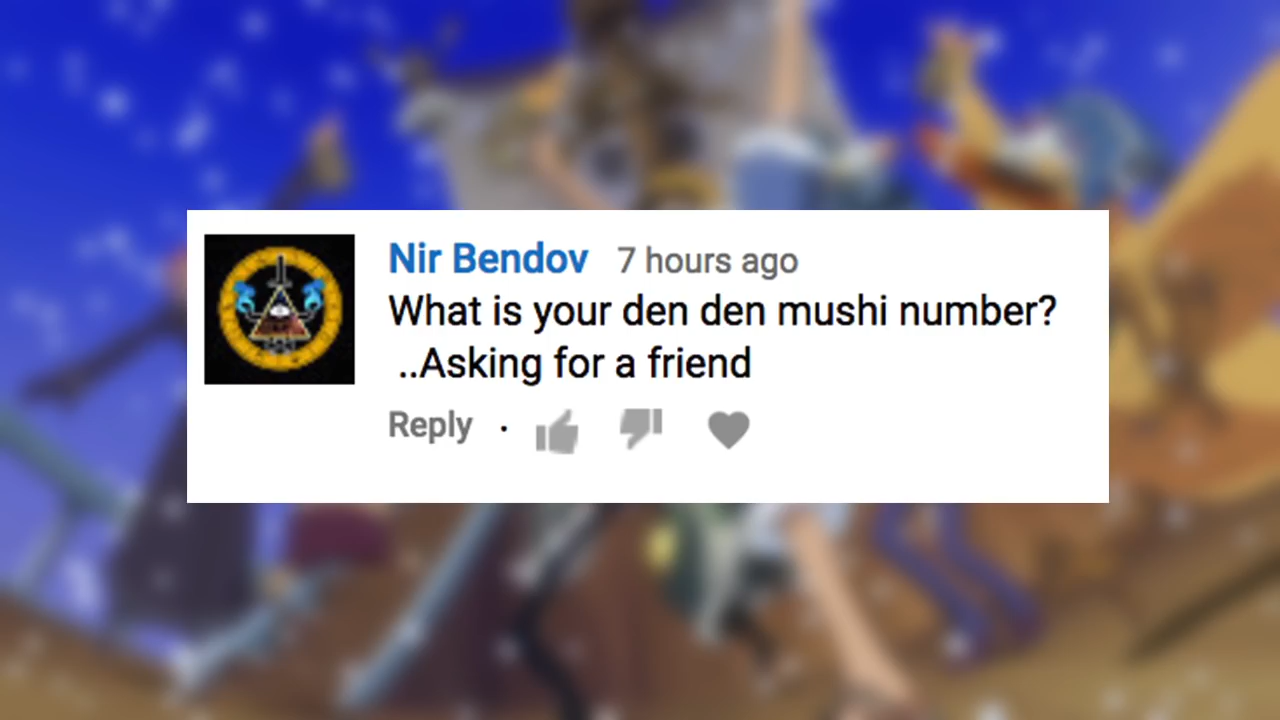 Nir Bendov 7 hours ago
What is your den den mushi number?
..Asking for a friend
Reply ·